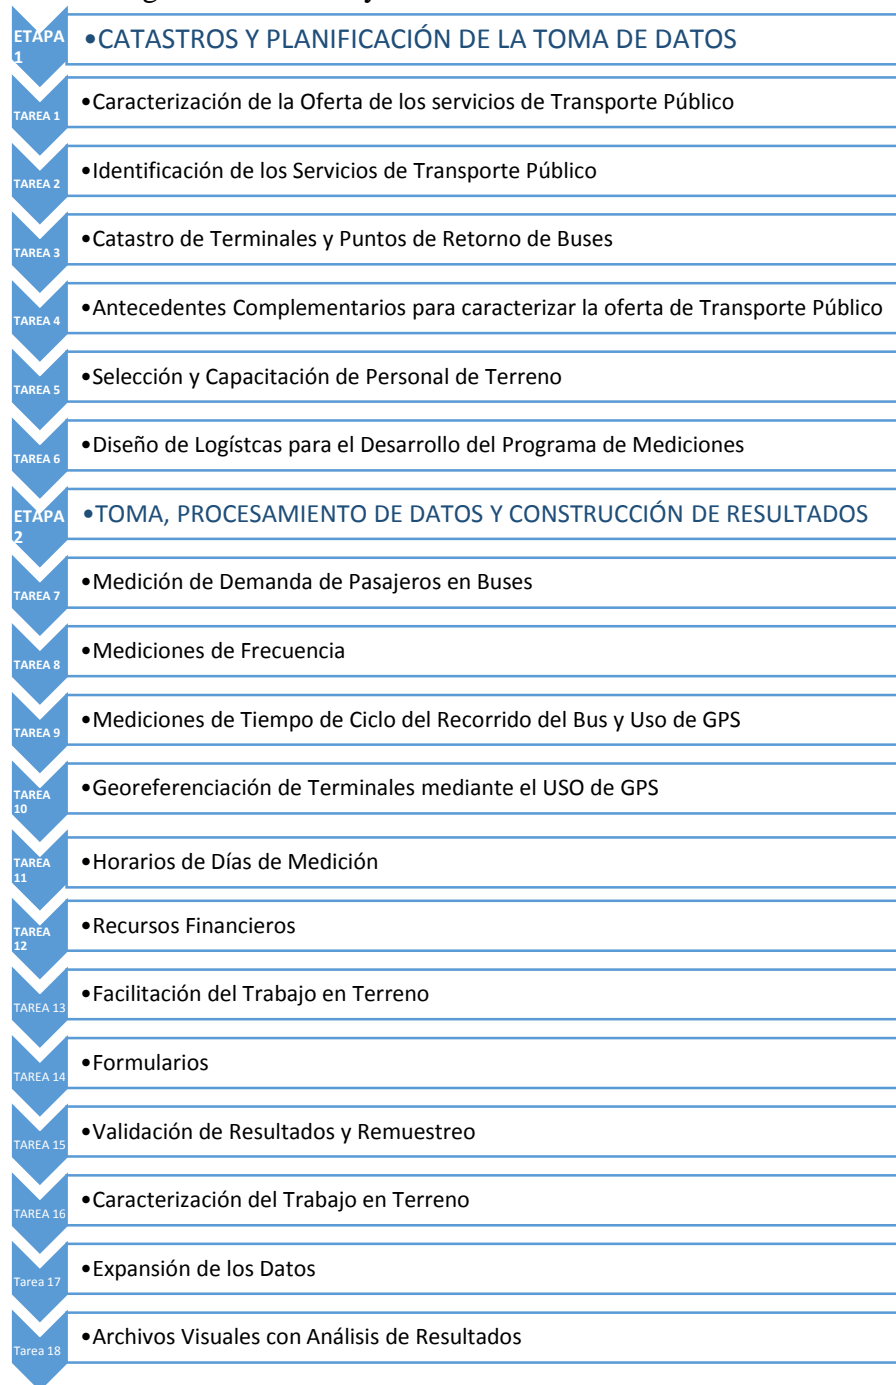 ETAPA 1
•CATASTROS Y PLANIFICACIÓN DE LA TOMA DE DATOS
TAREA 1
•Caracterización de la Oferta de los servicios de Transporte Público
TAREA 2
•Identificación de los Servicios de Transporte Público
TAREA 3
•Catastro de Terminales y Puntos de Retorno de Buses
TAREA 4
•Antecedentes Complementarios para caracterizar la oferta de Transporte Público
TAREA 5
•Selección y Capacitación de Personal de Terreno
TAREA 6
•Diseño de Logístcas para el Desarrollo del Programa de Mediciones
ETAPA 2
•TOMA, PROCESAMIENTO DE DATOS Y CONSTRUCCIÓN DE RESULTADOS
TAREA 7
•Medición de Demanda de Pasajeros en Buses
TAREA 8
•Mediciones de Frecuencia
TAREA 9
•Mediciones de Tiempo de Ciclo del Recorrido del Bus y Uso de GPS
TAREA 10
•Georeferenciación de Terminales mediante el USO de GPS
TAREA 11
•Horarios de Días de Medición
TAREA 12
•Recursos Financieros
TAREA 13
•Facilitación del Trabajo en Terreno
TAREA 14
•Formularios
TAREA 15
•Validación de Resultados y Remuestreo
TAREA 16
•Caracterización del Trabajo en Terreno
Tarea 17
•Expansión de los Datos
Tarea 18
•Archivos Visuales con Análisis de Resultados